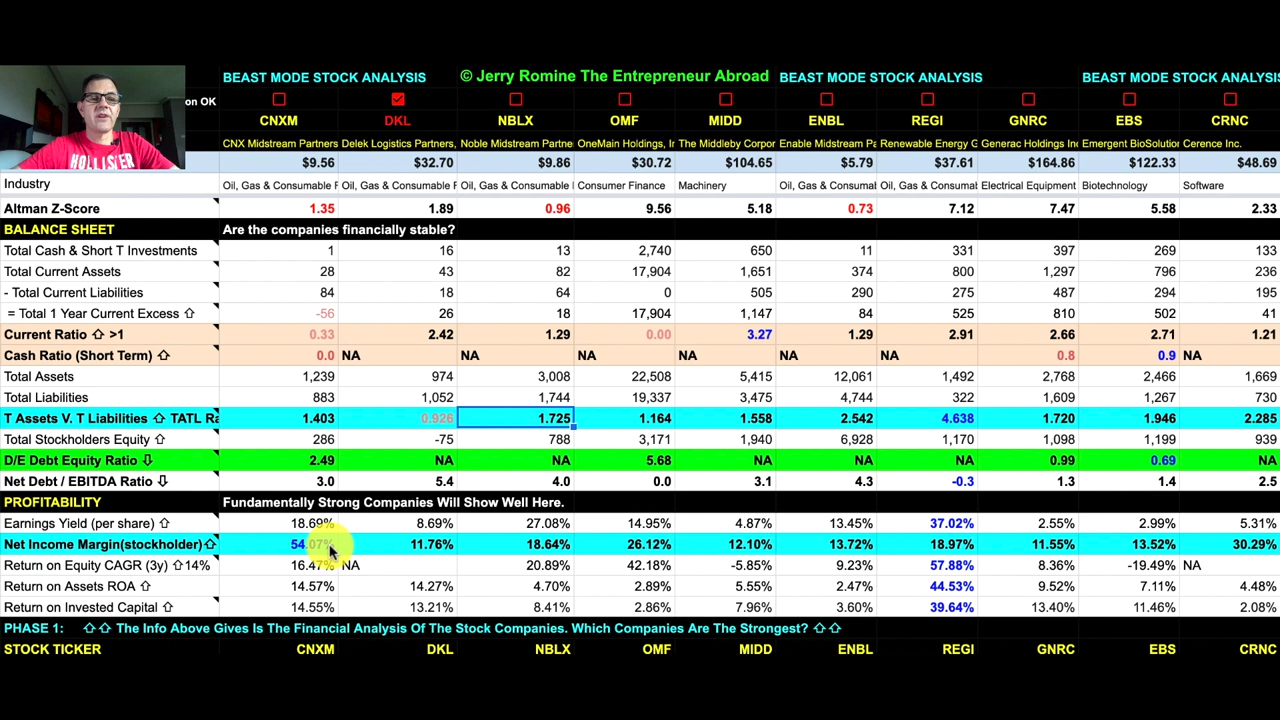 BEAST MODE STOCK ANALYSIS © Jerry Romine The Entrepreneur Abroad BEAST MODE STOCK ANALYSIS BEAST MODE STOCK ANALYSIS
on OK
CNXM DKL NBLX OMF MIDD ENBL REGI GNRC EBS CRNC
CNX Midstream Partners Delek Logistics Partners, Noble Midstream Partne OneMain Holdings, In The Middleby Corpor Enable Midstream Pa Renewable Energy G Generac Holdings Inc Emergent BioSolution Cerence Inc.
$9.56 $32.70 $9.86 $30.72 $104.65 $5.79 $37.61 $164.86 $122.33 $48.69
Industry Oil, Gas & Consumable F Oil, Gas & Consumable F Oil, Gas & Consumable Consumer Finance Machinery Oil, Gas & Consumab Oil, Gas & Consumab Electrical Equipment Biotechnology Software
Altman Z-Score 1.35 1.89 0.96 9.56 5.18 0.73 7.12 7.47 5.58 2.33
BALANCE SHEET Are the companies financially stable?
Total Cash & Short T Investments 1 16 13 2,740 650 11 331 397 269 133
Total Current Assets 28 43 82 17,904 1,651 374 800 1,297 796 236
- Total Current Liabilities 84 18 64 0 505 290 275 487 294 195
= Total 1 Year Current Excess ⇧ -56 26 18 17,904 1,147 84 525 810 502 41
Current Ratio ⇧ >1 0.33 2.42 1.29 0.00 3.27 1.29 2.91 2.66 2.71 1.21
Cash Ratio (Short Term) ⇧ 0.0 NA NA NA NA NA NA 0.8 0.9 NA
Total Assets 1,239 974 3,008 22,508 5,415 12,061 1,492 2,768 2,466 1,669
Total Liabilities 883 1,052 1,744 19,337 3,475 4,744 322 1,609 1,267 730
T Assets V. T Liabilities ⇧ TATL Ra 1.403 0.926 1.725 1.164 1.558 2.542 4.638 1.720 1.946 2.285
Total Stockholders Equity ⇧ 286 -75 788 3,171 1,940 6,928 1,170 1,098 1,199 939
D/E Debt Equity Ratio ⇩ 2.49 NA NA 5.68 NA NA NA 0.99 0.69 NA
Net Debt / EBITDA Ratio ⇩ 3.0 5.4 4.0 0.0 3.1 4.3 -0.3 1.3 1.4 2.5
PROFITABILITY Fundamentally Strong Companies Will Show Well Here.
Earnings Yield (per share) ⇧ 18.69% 8.69% 27.08% 14.95% 4.87% 13.45% 37.02% 2.55% 2.99% 5.31%
Net Income Margin(stockholder)⇧ 54.07% 11.76% 18.64% 26.12% 12.10% 13.72% 18.97% 11.55% 13.52% 30.29%
Return on Equity CAGR (3y) ⇧14% 16.47% NA 20.89% 42.18% -5.85% 9.23% 57.88% 8.36% -19.49% NA
Return on Assets ROA ⇧ 14.57% 14.27% 4.70% 2.89% 5.55% 2.47% 44.53% 9.52% 7.11% 4.48%
Return on Invested Capital ⇧ 14.55% 13.21% 8.41% 2.86% 7.96% 3.60% 39.64% 13.40% 11.46% 2.08%
PHASE 1: ⇧⇧ The Info Above Gives Is The Financial Analysis Of The Stock Companies. Which Companies Are The Strongest? ⇧⇧
STOCK TICKER CNXM DKL NBLX OMF MIDD ENBL REGI GNRC EBS CRNC
HOLLISTER